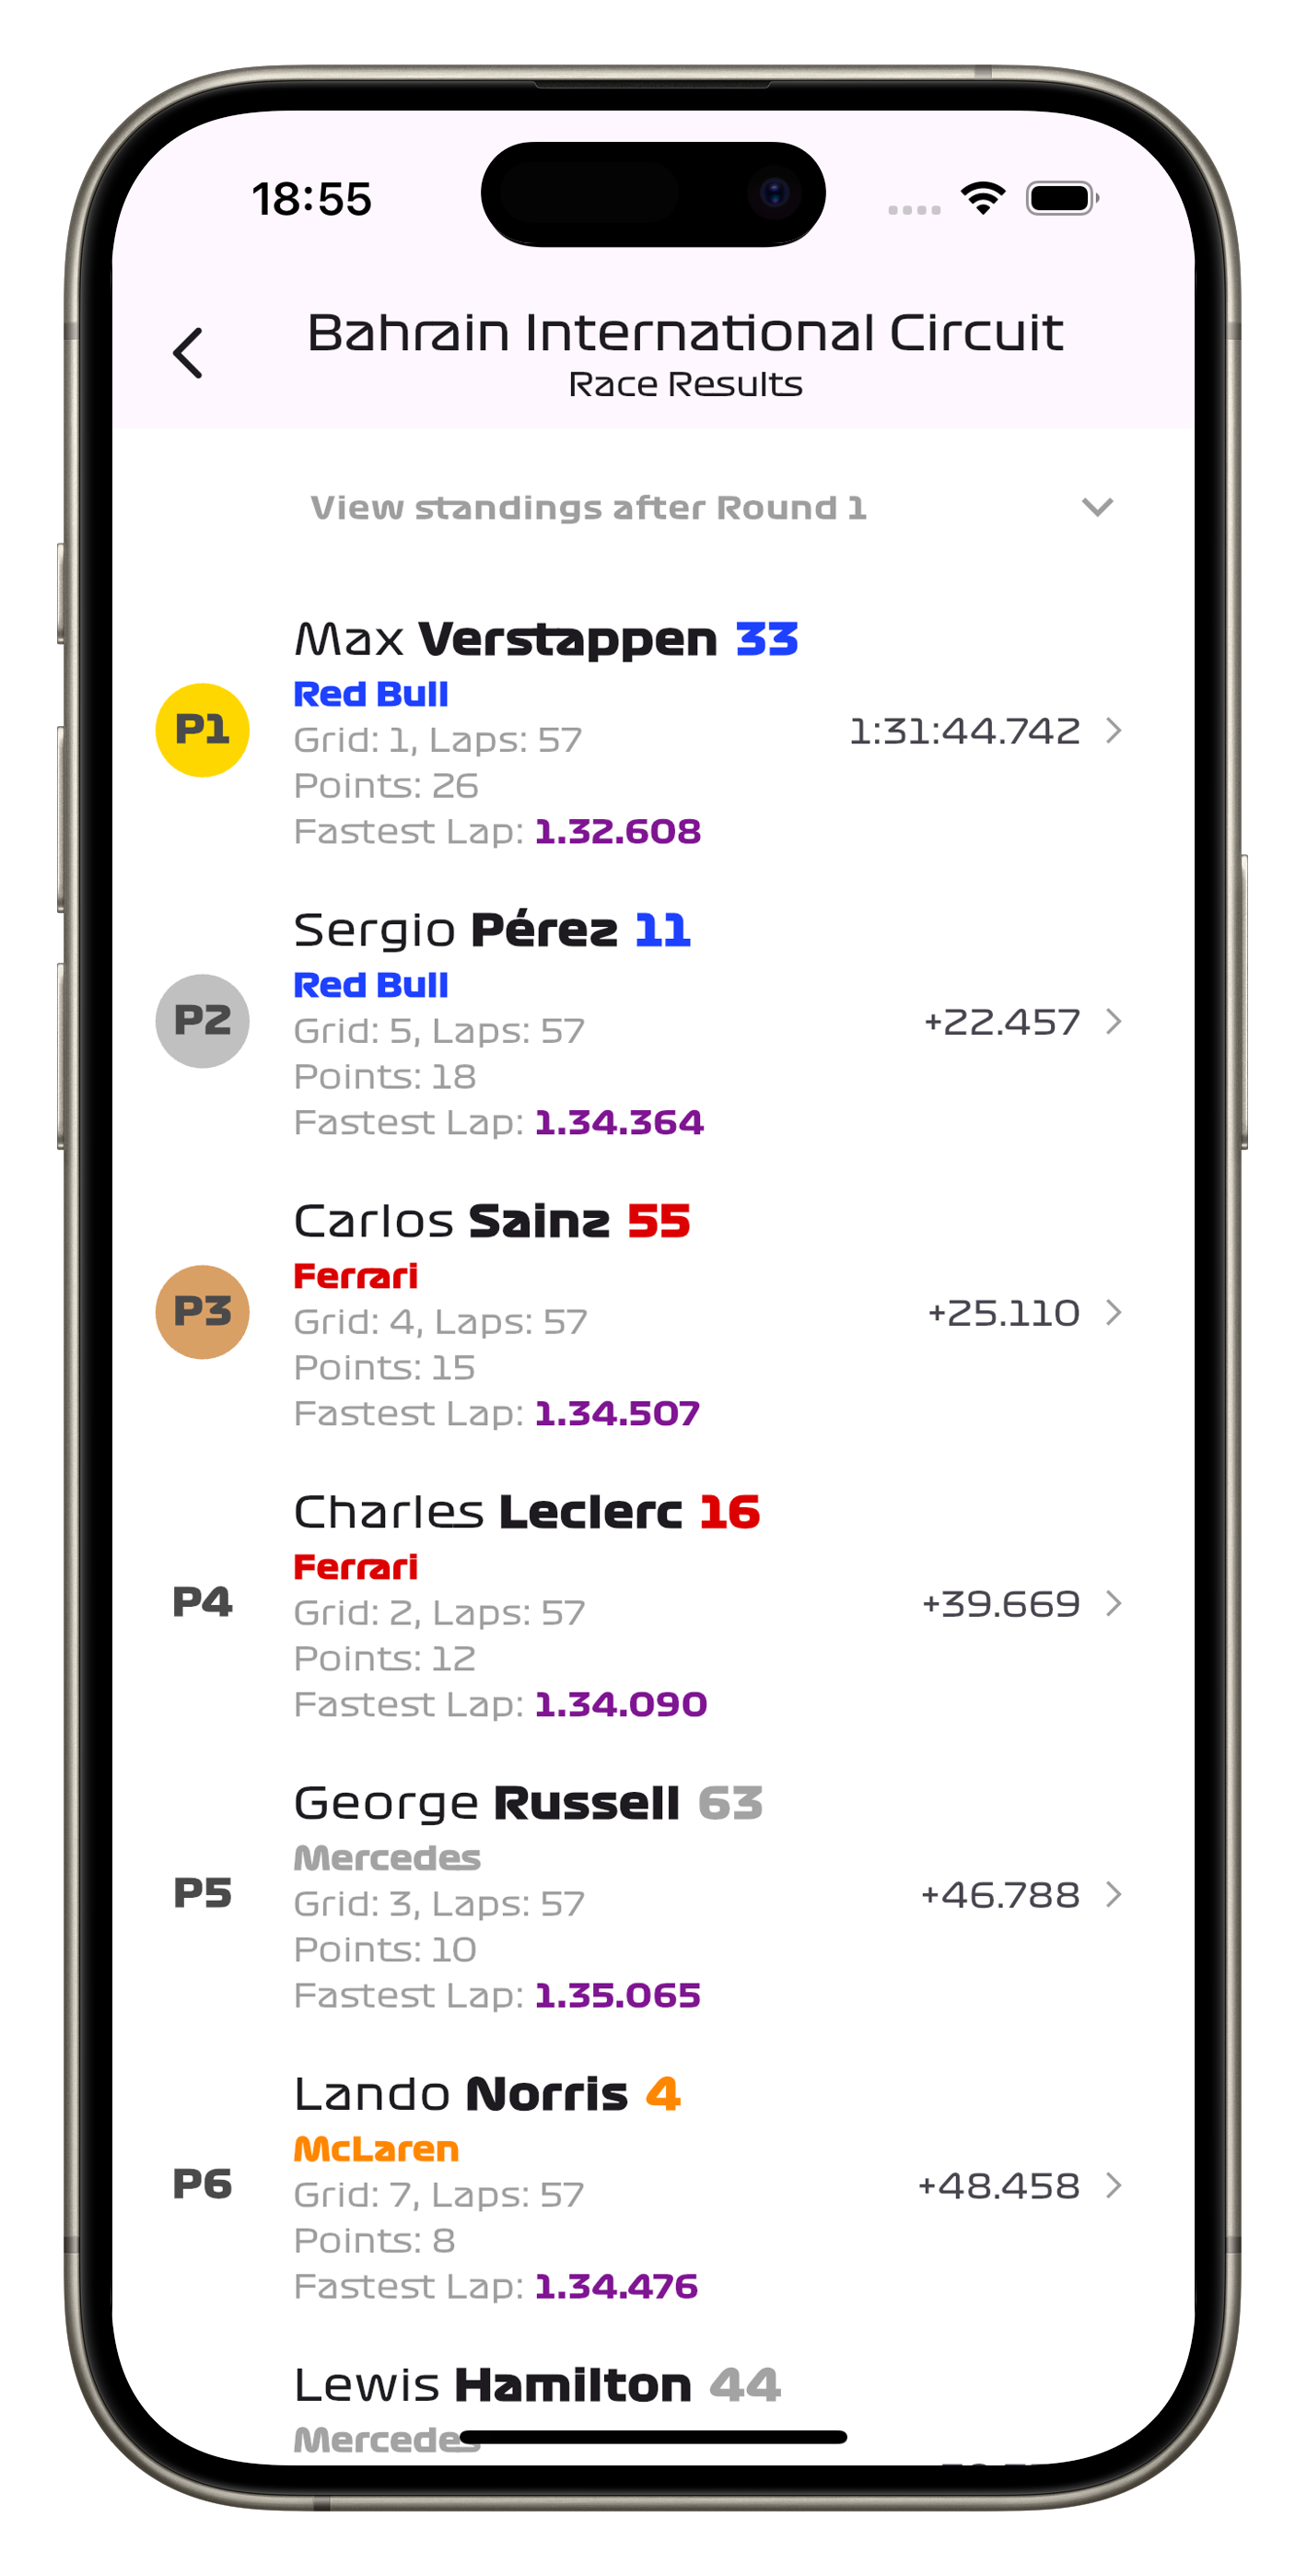 18:55
Bahrain International Circuit
Race Results
View standings after Round 1
Max Verstappen 33
Red Bull
P1
Grid: 1, Laps: 57
1:31:44.742
Points: 26
Fastest Lap: 1.32.608
Sergio Pérez 11
Red Bull
P2
Grid: 5, Laps: 57
+22.457
Points: 18
Fastest Lap: 1.34.364
Carlos Sainz 55
Ferrari
P3
Grid: 4, Laps: 57
+25.110
Points: 15
Fastest Lap: 1.34.507
Charles Leclerc 16
Ferrari
P4
Grid: 2, Laps: 57
+39.669
Points: 12
Fastest Lap: 1.34.090
George Russell 63
Mercedes
P5
Grid: 3, Laps: 57
+46.788
Points: 10
Fastest Lap: 1.35.065
Lando Norris 4
McLaren
P6
Grid: 7, Laps: 57
+48.458
Points: 8
Fastest Lap: 1.34.476
Lewis Hamilton 44
Mercedes